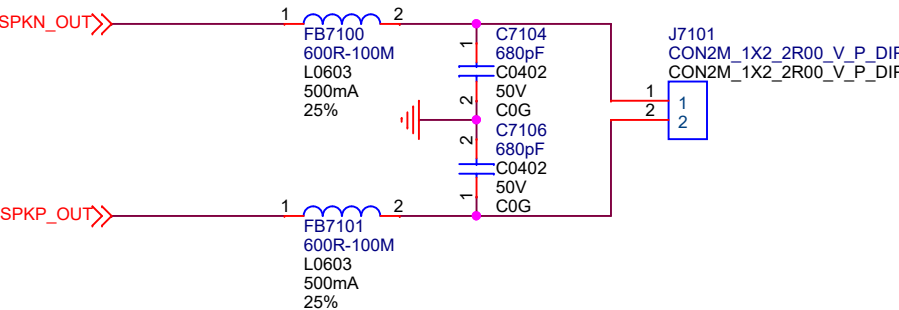 SPKN_OUT
1
2
FB7100
600R-100M
L0603
500mA
25%
1
C7104
680pF
C0402
50V
C0G
2
2
C7106
680pF
C0402
50V
C0G
1
J7101
CON2M_1X2_2R00_V_P_DIP
CON2M_1X2_2R00_V_P_DIP
1
1
2
2
SPKP_OUT
1
2
FB7101
600R-100M
L0603
500mA
25%